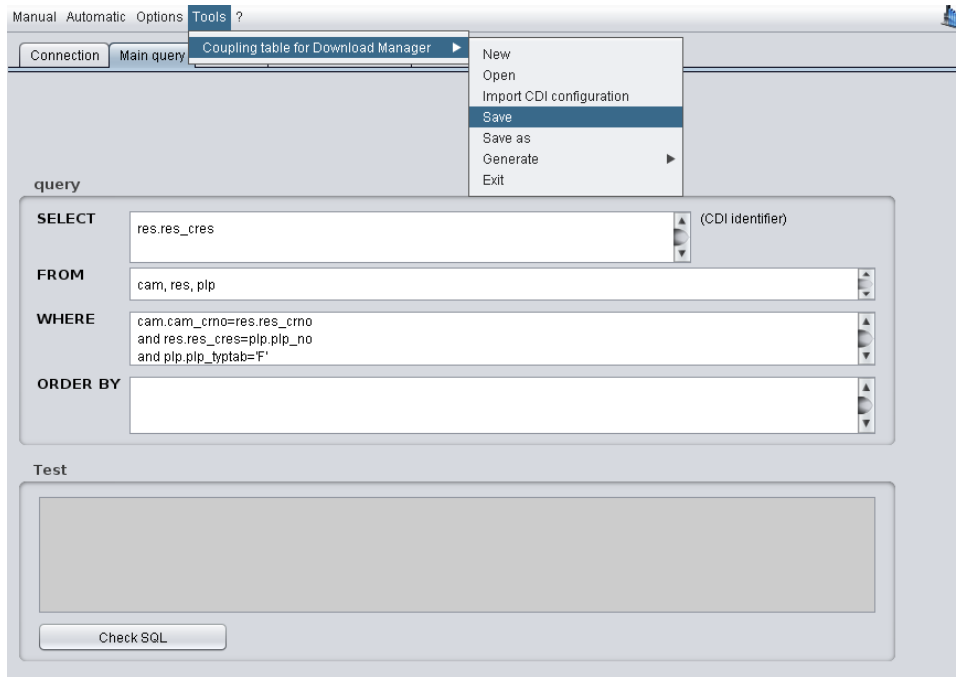 Manual Automatic Options Tools ?
Connection Main query Coupling table for Download Manager
New
Open
Import CDI configuration
Save
Save as
Generate
Exit
query
SELECT res.res_cres (CDI identifier)
FROM cam, res, plp
WHERE cam.cam_crno=res.res_crno
and res.res_cres=plp.plp_no
and plp.plp_typtab='F'
ORDER BY
Test
Check SQL